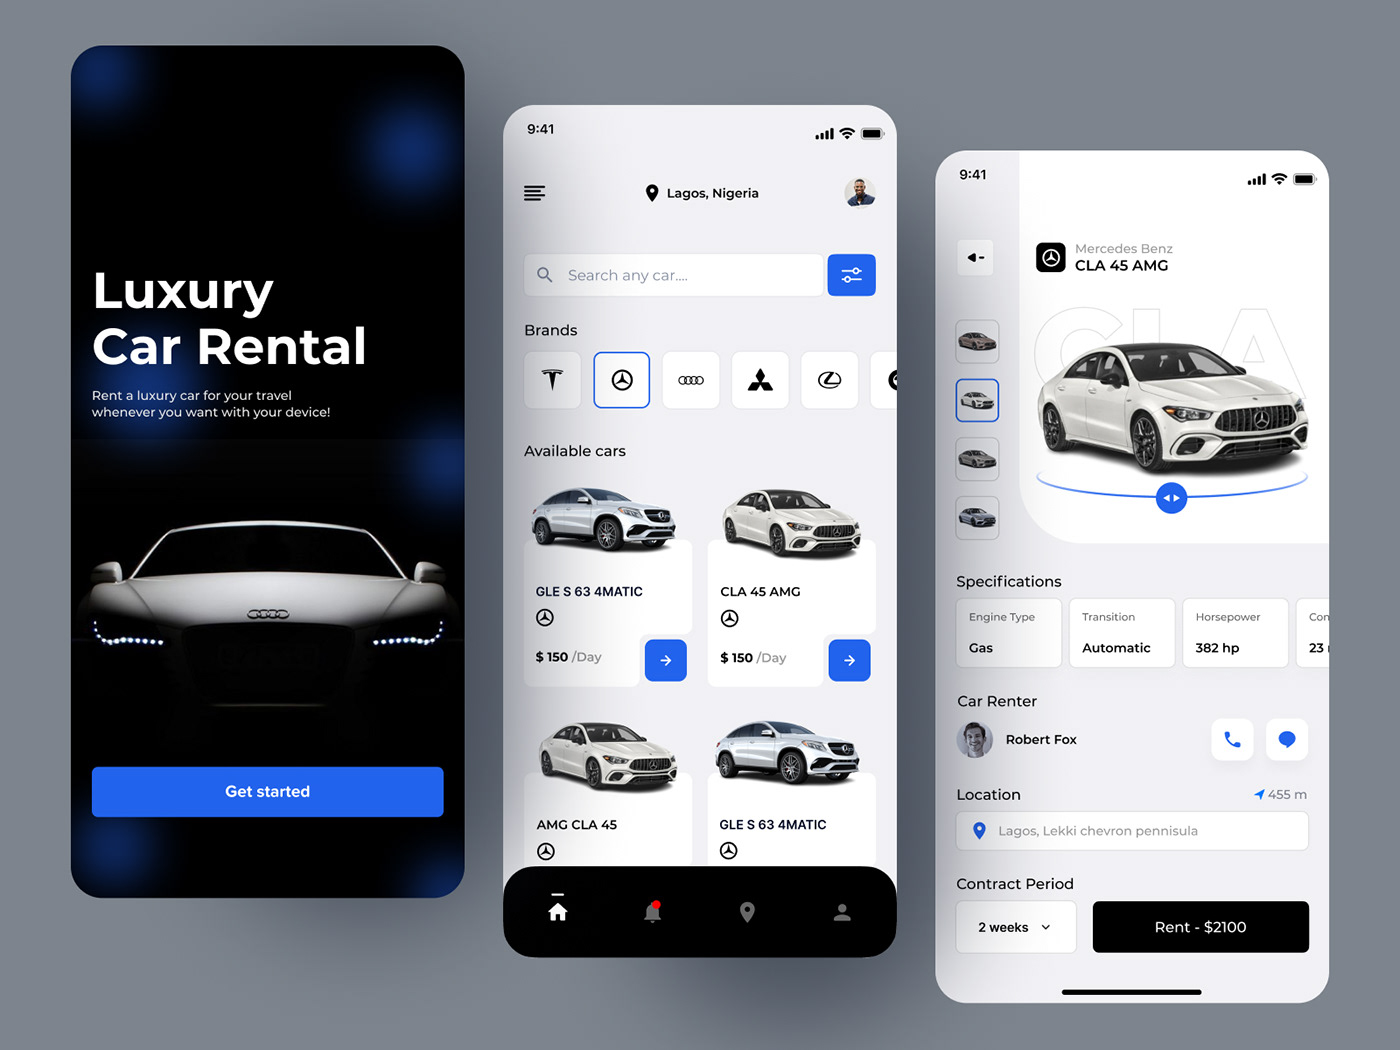 Luxury
Car Rental
Rent a luxury car for your travel
whenever you want with your device!
Get started
9:41
Lagos, Nigeria
Search any car....
Brands
Available cars
GLE S 63 4MATIC
$ 150 /Day
CLA 45 AMG
$ 150 /Day
AMG CLA 45
GLE S 63 4MATIC
9:41
Mercedes Benz
CLA 45 AMG
CLA
Specifications
Engine Type
Gas
Transition
Automatic
Horsepower
382 hp
23
Car Renter
Robert Fox
Location
455 m
Lagos, Lekki chevron pennisula
Contract Period
2 weeks
Rent - $2100